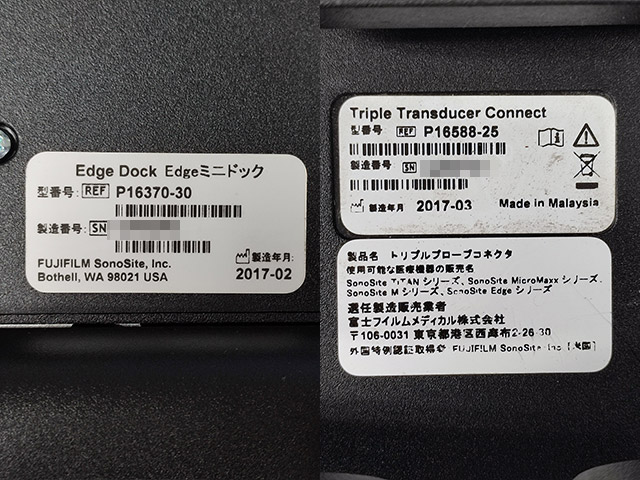 Edge Dock Edgeミニドック
型番号: REF P16370-30
製造番号: SN
FUJIFILM SonoSite, Inc.
Bothell, WA 98021 USA
製造年月:
2017-02
Triple Transducer Connect
型番号 REF P16588-25
製造番号 SN
製造年月 2017-03 Made in Malaysia
製品名 トリプルプローブコネクタ
使用可能な医療機器の販売名
SonoSite TITAN シリーズ、SonoSite MicroMaxx シリーズ、
SonoSite M シリーズ、SonoSite Edge シリーズ
選任製造販売業者
富士フイルムメディカル株式会社
〒106-0031 東京都港区西麻布2-26-30
外国特例認証取得者 FUJIFILM SonoSite, Inc. [米国]